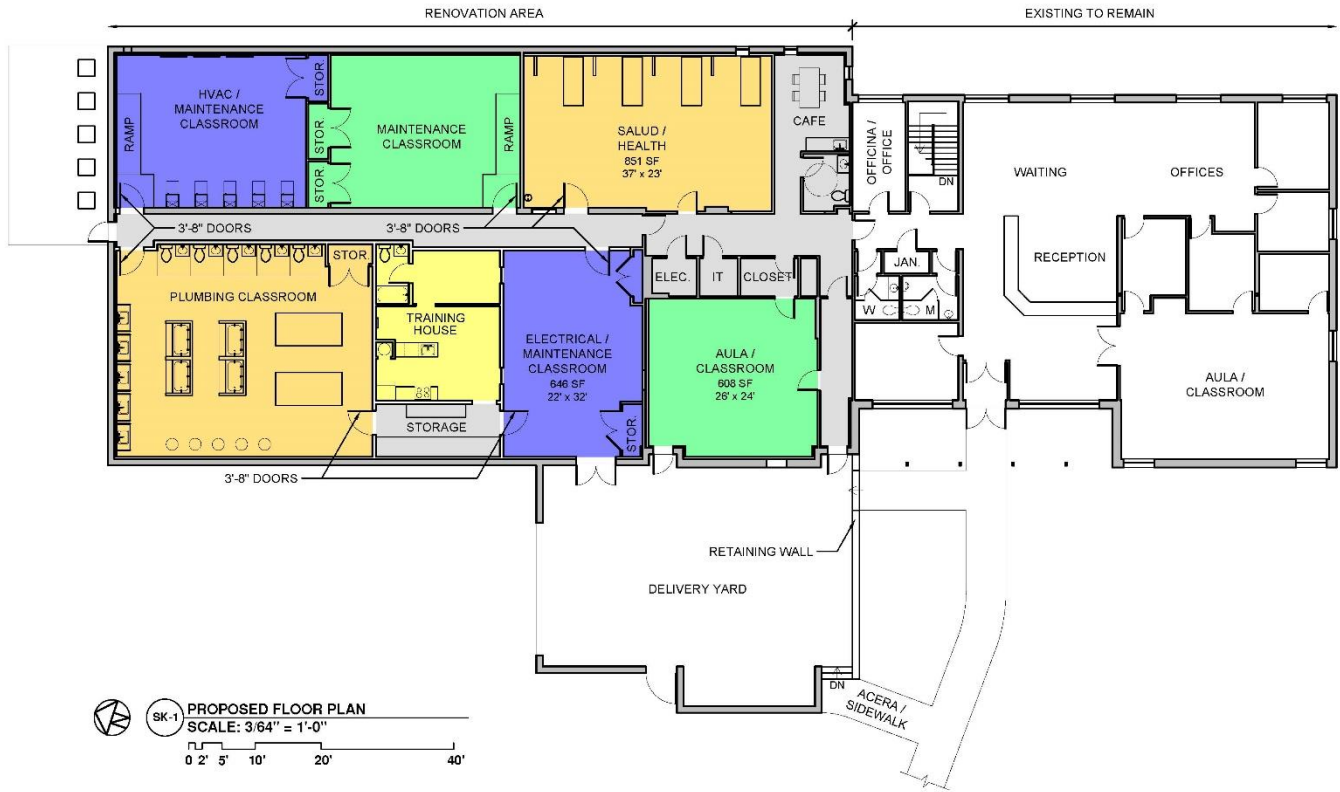 RENOVATION AREA
EXISTING TO REMAIN
HVAC /
MAINTENANCE
CLASSROOM
RAMP
STOR.
STOR.
STOR.
MAINTENANCE
CLASSROOM
RAMP
SALUD /
HEALTH
851 SF
37' x 23'
CAFE
OFFICINA /
OFFICE
DN
WAITING
OFFICES
3'-8" DOORS
3'-8" DOORS
STOR.
ELEC.
IT
CLOSET
JAN.
RECEPTION
W
M
PLUMBING CLASSROOM
TRAINING
HOUSE
ELECTRICAL /
MAINTENANCE
CLASSROOM
646 SF
22' x 32'
AULA /
CLASSROOM
608 SF
26' x 24'
AULA /
CLASSROOM
STORAGE
STOR.
3'-8" DOORS
RETAINING WALL
DELIVERY YARD
DN
ACERA /
SIDEWALK
SK-1
PROPOSED FLOOR PLAN
SCALE: 3/64" = 1'-0"
0 2' 5' 10' 20' 40'